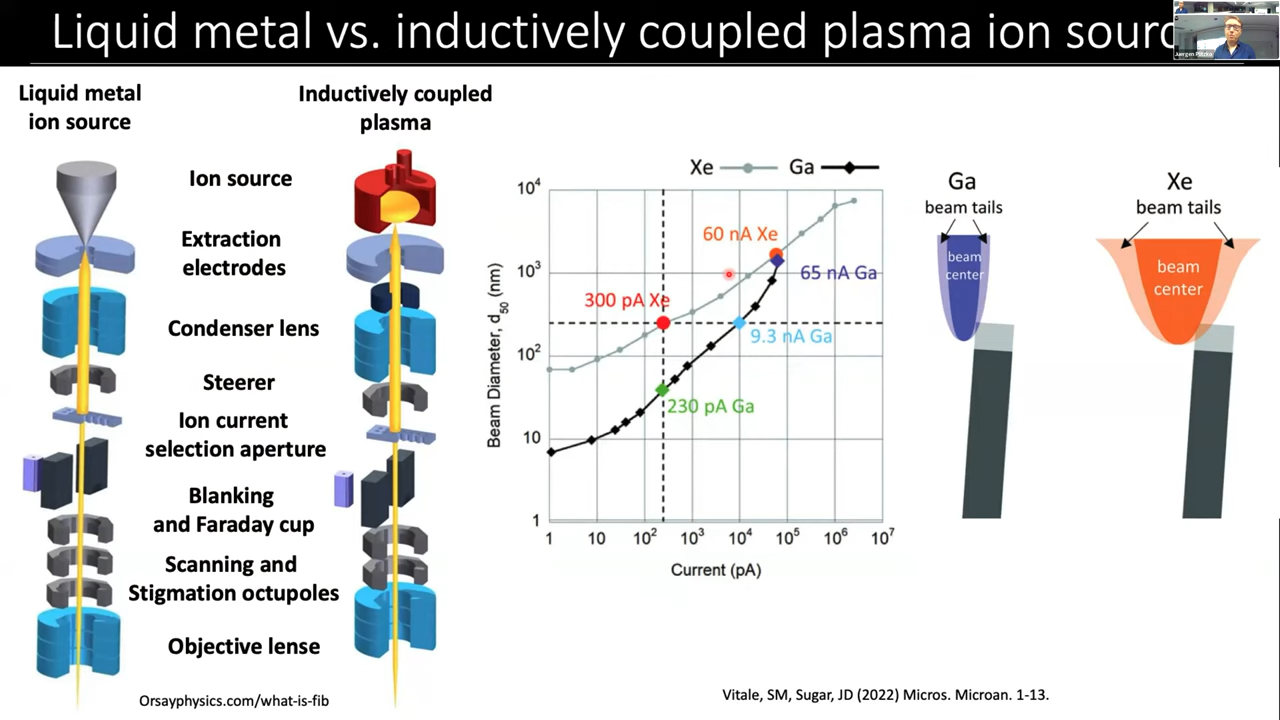 Liquid metal vs. inductively coupled plasma ion sourc
Juergen Plitzko
Liquid metal
ion source
Inductively coupled
plasma
Ion source
Extraction
electrodes
Condenser lens
Steerer
Ion current
selection aperture
Blanking
and Faraday cup
Scanning and
Stigmation octupoles
Objective lense
Orsayphysics.com/what-is-fib
Xe
Ga
10⁴
10³
10²
10
1
Beam Diameter, d₅₀ (nm)
60 nA Xe
65 nA Ga
300 pA Xe
9.3 nA Ga
230 pA Ga
1
10
10²
10³
10⁴
10⁵
10⁶
10⁷
Current (pA)
Ga
beam tails
beam
center
Xe
beam tails
beam
center
Vitale, SM, Sugar, JD (2022) Micros. Microan. 1-13.